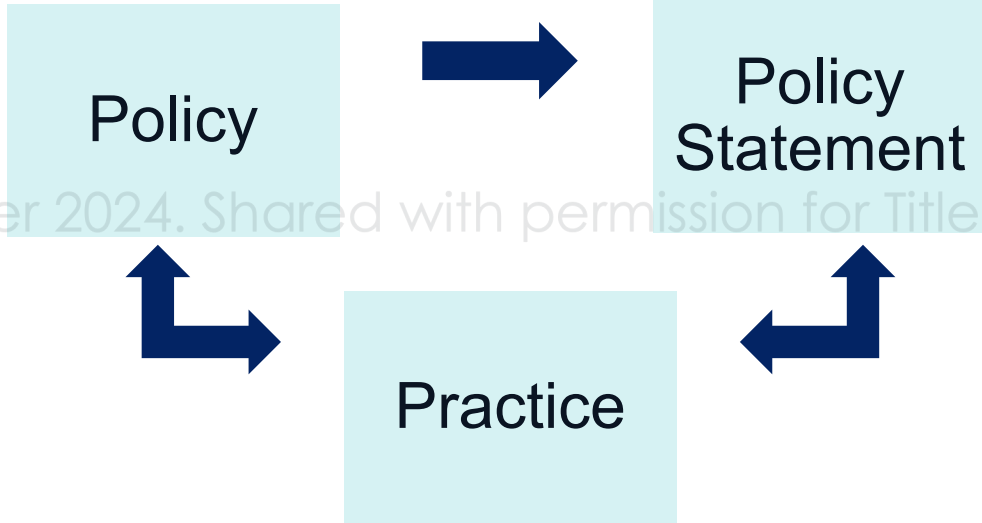 Policy
Policy
Statement
er 2024. Shared with permission for Title
Practice